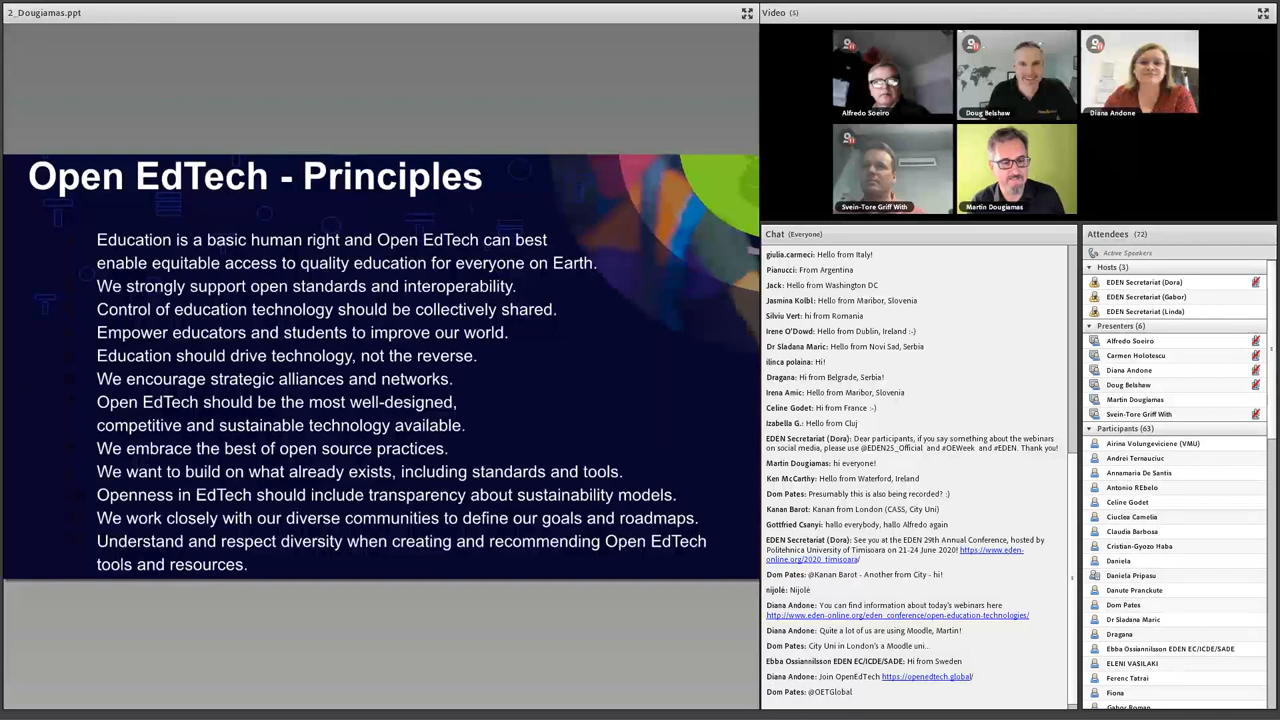 2_Dougiamas.ppt
Open EdTech - Principles
Education is a basic human right and Open EdTech can best
enable equitable access to quality education for everyone on Earth.
We strongly support open standards and interoperability.
Control of education technology should be collectively shared.
Empower educators and students to improve our world.
Education should drive technology, not the reverse.
We encourage strategic alliances and networks.
Open EdTech should be the most well-designed,
competitive and sustainable technology available.
We embrace the best of open source practices.
We want to build on what already exists, including standards and tools.
Openness in EdTech should include transparency about sustainability models.
We work closely with our diverse communities to define our goals and roadmaps.
Understand and respect diversity when offering and recommending Open EdTech
tools and resources.
Video (5)
Alfredo Soeiro
Doug Belshaw
Diana Andone
Svein-Tore Griff With
Martin Dougiamas
Chat (Everyone)
giulia.carmeci: Hello from Italy!
Pianucci: From Argentina
Jack: Hello from Washington DC
Jasmina Kolbl: Hello from Maribor, Slovenia
Silviu Vert: hi from Romania
Irene O'Dowd: Hello from Dublin, Ireland :-)
Dr Sladana Maric: Hello from Novi Sad, Serbia
ilinca polaina: Hi!
Dragana: Hi from Belgrade, Serbia!
Irena Amic: Hello from Maribor, Slovenia
Celine Godet: Hi from France :-)
Izabella G.: Hello from Cluj
EDEN Secretariat (Dora): Dear participants, if you say something about the webinars
on social media, please use @EDEN25_Official and #OEWeek and #EDEN. Thank you!
Martin Dougiamas: hi everyone!
Ken McCarthy: Hello from Waterford, Ireland
Dom Pates: Presumably this is also being recorded? :)
Kanan Barot: Kanan from London (CASS, City Uni)
Gottfried Csanyi: hallo everybody, hallo Alfredo again
EDEN Secretariat (Dora): See you at the EDEN 29th Annual Conference, hosted by
Politehnica University of Timisoara on 21-24 June 2020! https://www.eden-
online.org/2020_timisoara/
Dom Pates: @Kanan Barot - Another from City - hi!
nijolė: Nijolė
Diana Andone: You can find information about today's webinars here
http://www.eden-online.org/eden_conference/open-education-technologies/
Diana Andone: Quite a lot of us are using Moodle, Martin!
Dom Pates: City Uni in London's a Moodle uni...
Ebba Ossiannilsson EDEN EC/ICDE/SADE: Hi from Sweden
Diana Andone: Join OpenEdTech https://openedtech.global/
Dom Pates: @OETGlobal
Attendees (72)
Active Speakers
Hosts (3)
EDEN Secretariat (Dora)
EDEN Secretariat (Gabor)
EDEN Secretariat (Linda)
Presenters (6)
Alfredo Soeiro
Carmen Holotescu
Diana Andone
Doug Belshaw
Martin Dougiamas
Svein-Tore Griff With
Participants (63)
Airina Volungeviciene (VMU)
Andrei Ternauciuc
Annamaria De Santis
Antonio REbelo
Celine Godet
Ciuclea Camelia
Claudia Barbosa
Cristian-Gyozo Haba
Daniela
Daniela Pripasu
Danute Pranckute
Dom Pates
Dr Sladana Maric
Dragana
Ebba Ossiannilsson EDEN EC/ICDE/SADE
ELENI VASILAKI
Ferenc Tatrai
Fiona
Gabor Roman